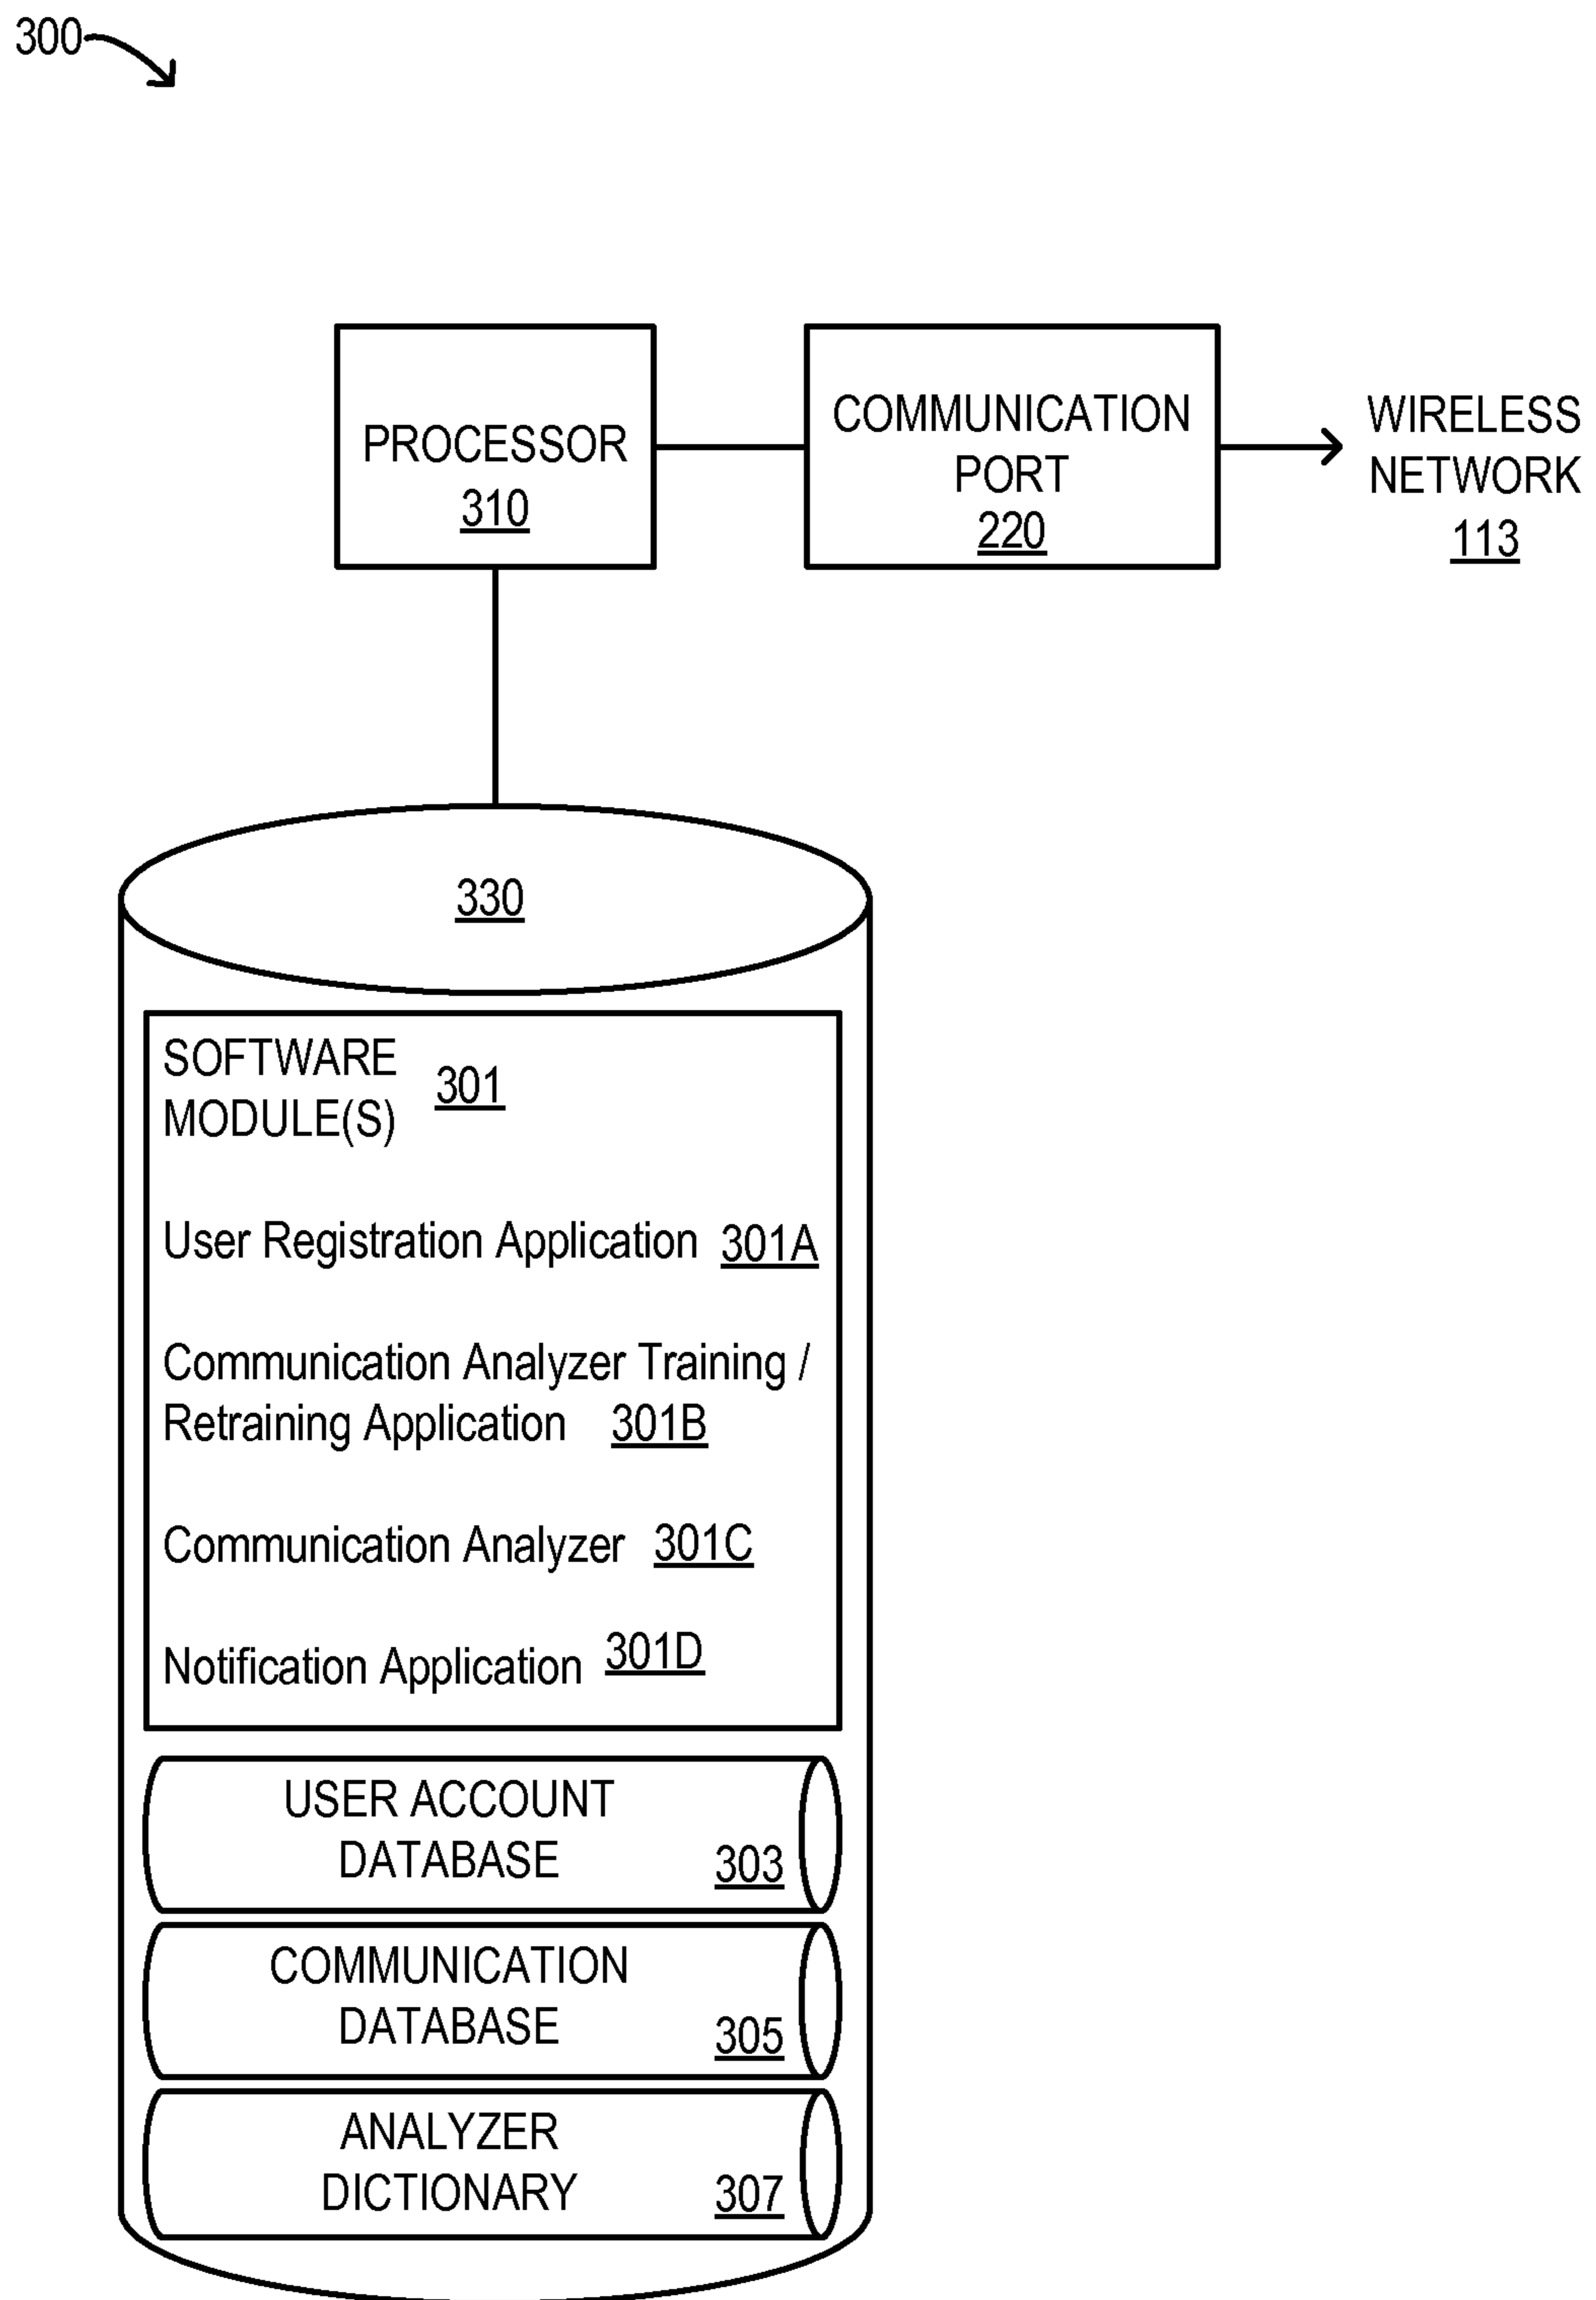 300
PROCESSOR
310
COMMUNICATION
PORT
220
WIRELESS
NETWORK
113
330
SOFTWARE
MODULE(S) 301
User Registration Application 301A
Communication Analyzer Training /
Retraining Application 301B
Communication Analyzer 301C
Notification Application 301D
USER ACCOUNT
DATABASE 303
COMMUNICATION
DATABASE 305
ANALYZER
DICTIONARY 307